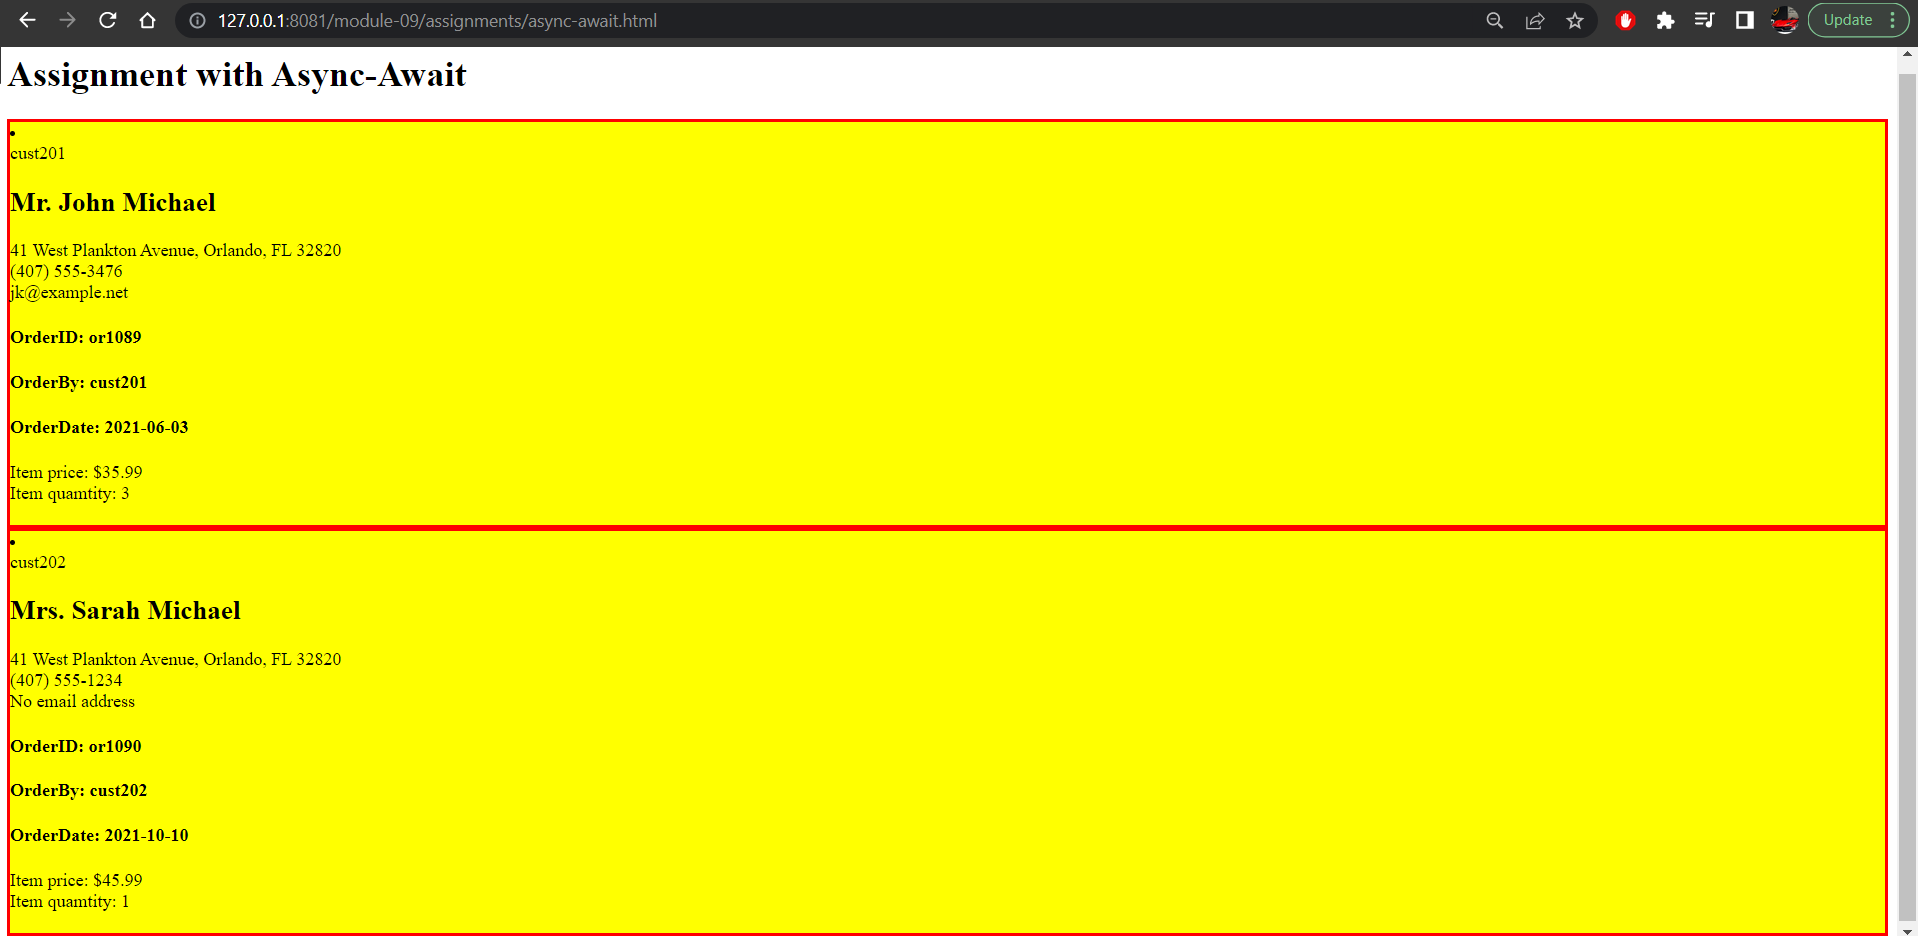 127.0.0.1:8081/module-09/assignments/async-await.html
Update
Assignment with Async-Await
cust201
Mr. John Michael
41 West Plankton Avenue, Orlando, FL 32820
(407) 555-3476
jk@example.net
OrderID: or1089
OrderBy: cust201
OrderDate: 2021-06-03
Item price: $35.99
Item quamtity: 3
cust202
Mrs. Sarah Michael
41 West Plankton Avenue, Orlando, FL 32820
(407) 555-1234
No email address
OrderID: or1090
OrderBy: cust202
OrderDate: 2021-10-10
Item price: $45.99
Item quamtity: 1